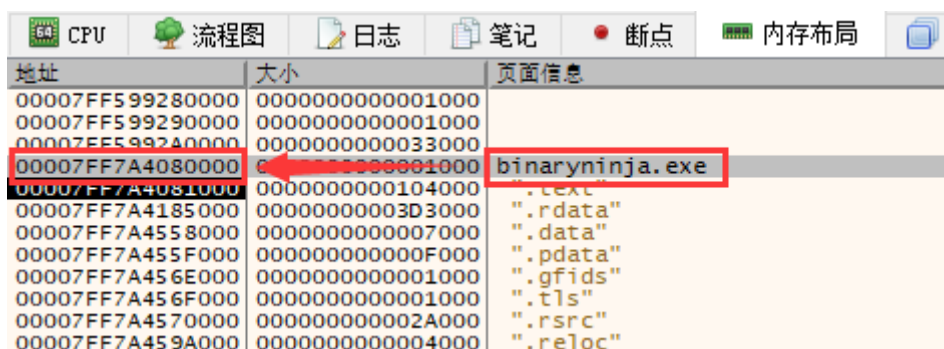 CPU 流程图 日志 笔记 断点 内存布局
地址 大小 页面信息
00007FF599280000 0000000000001000
00007FF599290000 0000000000001000
00007FF5992A0000 0000000000033000
00007FF7A4080000 0000000000001000 binaryninja.exe
00007FF7A4081000 0000000000104000 ".text"
00007FF7A4185000 00000000003D3000 ".rdata"
00007FF7A4558000 0000000000007000 ".data"
00007FF7A455F000 000000000000F000 ".pdata"
00007FF7A456E000 0000000000001000 ".gfids"
00007FF7A456F000 0000000000001000 ".tls"
00007FF7A4570000 000000000002A000 ".rsrc"
00007FF7A459A000 0000000000004000 ".reloc"